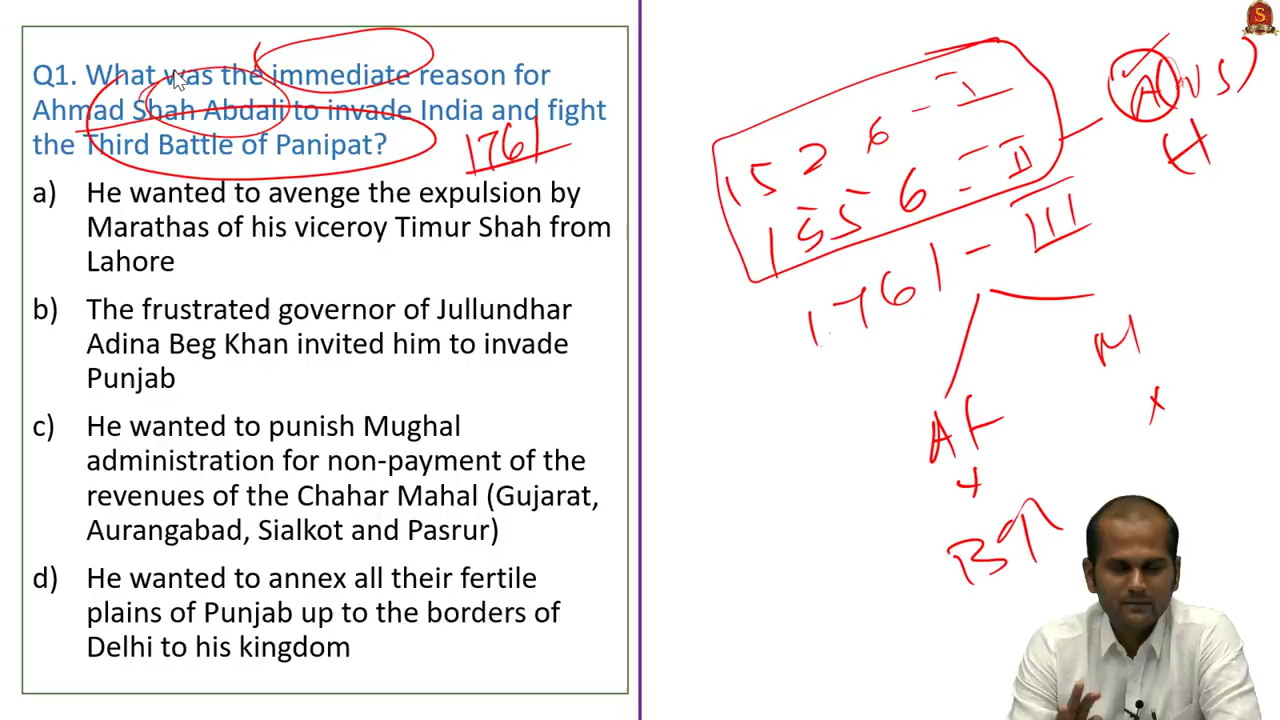 Q1. What was the immediate reason for
Ahmad Shah Abdali to invade India and fight
the Third Battle of Panipat?
1761
a) He wanted to avenge the expulsion by
Marathas of his viceroy Timur Shah from
Lahore
b) The frustrated governor of Jullundhar
Adina Beg Khan invited him to invade
Punjab
c) He wanted to punish Mughal
administration for non-payment of the
revenues of the Chahar Mahal (Gujarat,
Aurangabad, Sialkot and Pasrur)
d) He wanted to annex all their fertile
plains of Punjab up to the borders of
Delhi to his kingdom
1526 - I
1556 = II
1761 - III
A vs
H
M
x
AF
+
S